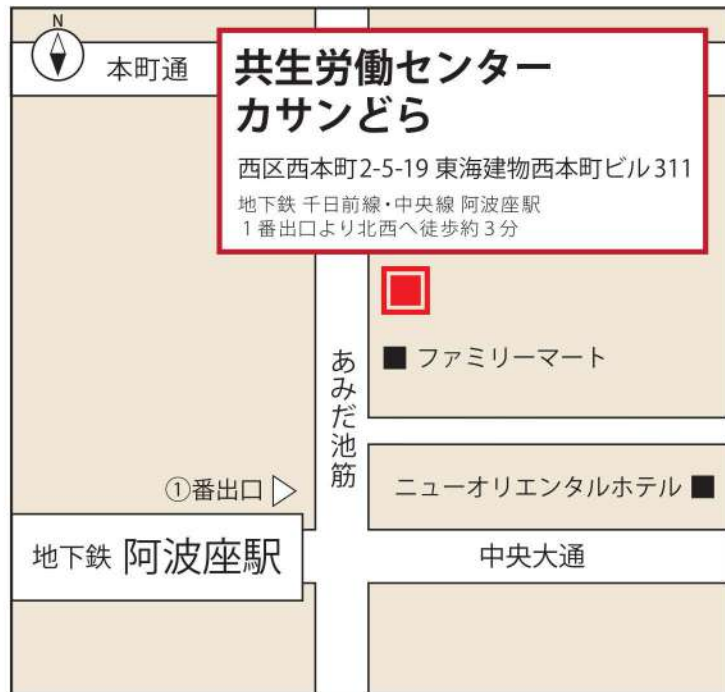 N
本町通
共生労働センター
カサンどら
西区西本町2-5-19 東海建物西本町ビル311
地下鉄 千日前線・中央線 阿波座駅
1番出口より北西へ徒歩約3分
ファミリーマート
あみだ池筋
①番出口
ニューオリエンタルホテル
地下鉄 阿波座駅
中央大通